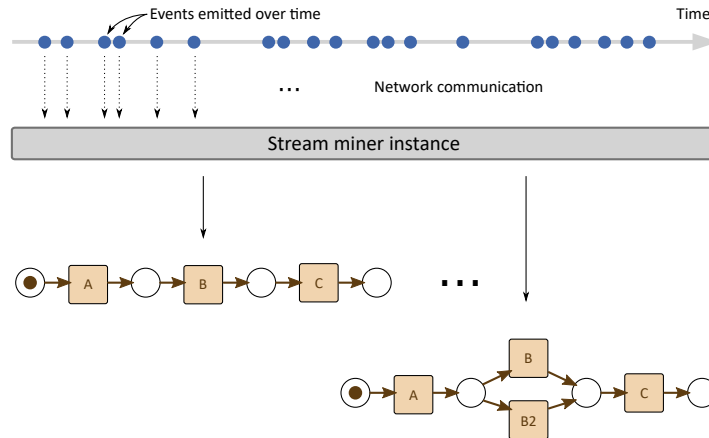 Events emitted over time
Time
...
Network communication
Stream miner instance
A
B
C
...
B
A
C
B2